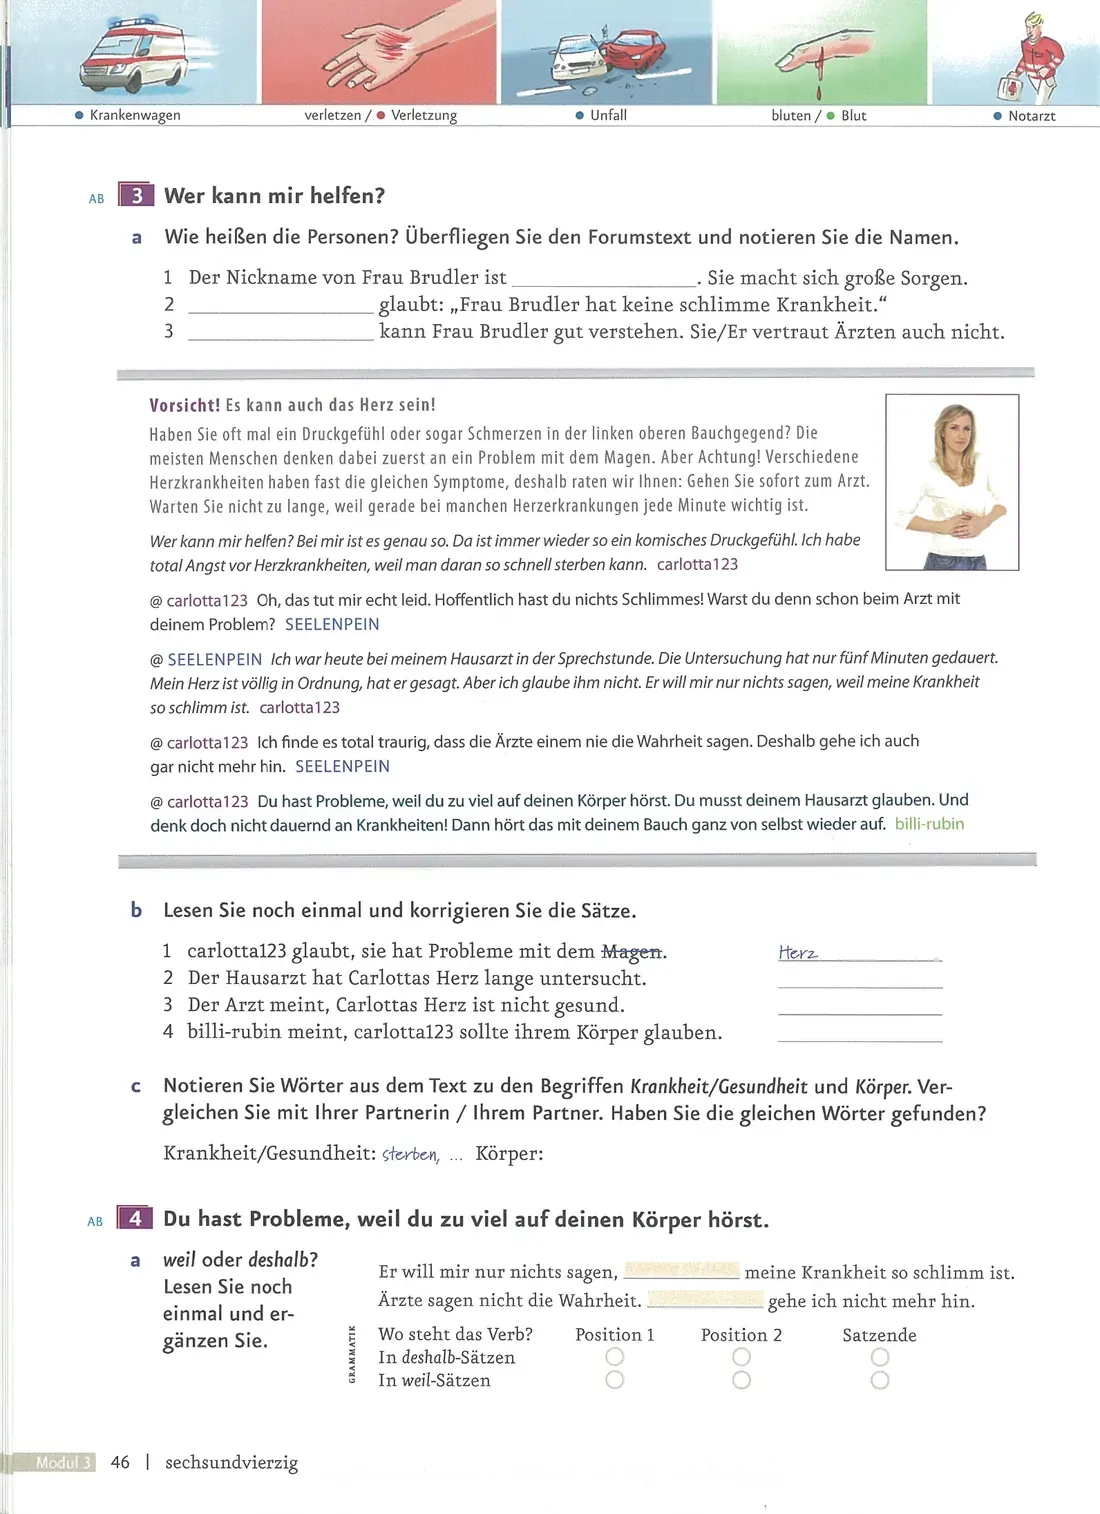 Krankenwagen verletzen / Verletzung Unfall bluten / Blut Notarzt
AB 3 Wer kann mir helfen?
a Wie heißen die Personen? Überfliegen Sie den Forumstext und notieren Sie die Namen.
1 Der Nickname von Frau Brudler ist ____________. Sie macht sich große Sorgen.
2 ____________ glaubt: „Frau Brudler hat keine schlimme Krankheit.“
3 ____________ kann Frau Brudler gut verstehen. Sie/Er vertraut Ärzten auch nicht.
Vorsicht! Es kann auch das Herz sein!
Haben Sie oft mal ein Druckgefühl oder sogar Schmerzen in der linken oberen Bauchgegend? Die
meisten Menschen denken dabei zuerst an ein Problem mit dem Magen. Aber Achtung! Verschiedene
Herzkrankheiten haben fast die gleichen Symptome, deshalb raten wir Ihnen: Gehen Sie sofort zum Arzt.
Warten Sie nicht zu lange, weil gerade bei manchen Herzerkrankungen jede Minute wichtig ist.
Wer kann mir helfen? Bei mir ist es genau so. Da ist immer wieder so ein komisches Druckgefühl. Ich habe
total Angst vor Herzkrankheiten, weil man daran so schnell sterben kann. carlotta123
@ carlotta123 Oh, das tut mir echt leid. Hoffentlich hast du nichts Schlimmes! Warst du denn schon beim Arzt mit
deinem Problem? SEELENPEIN
@ SEELENPEIN Ich war heute bei meinem Hausarzt in der Sprechstunde. Die Untersuchung hat nur fünf Minuten gedauert.
Mein Herz ist völlig in Ordnung, hat er gesagt. Aber ich glaube ihm nicht. Er will mir nur nichts sagen, weil meine Krankheit
so schlimm ist. carlotta123
@ carlotta123 Ich finde es total traurig, dass die Ärzte einem nie die Wahrheit sagen. Deshalb gehe ich auch
gar nicht mehr hin. SEELENPEIN
@ carlotta123 Du hast Probleme, weil du zu viel auf deinen Körper hörst. Du musst deinem Hausarzt glauben. Und
denk doch nicht dauernd an Krankheiten! Dann hört das mit deinem Bauch ganz von selbst wieder auf. billi-rubin
b Lesen Sie noch einmal und korrigieren Sie die Sätze.
1 carlotta123 glaubt, sie hat Probleme mit dem Magen. Herz
2 Der Hausarzt hat Carlottas Herz lange untersucht.
3 Der Arzt meint, Carlottas Herz ist nicht gesund.
4 billi-rubin meint, carlotta123 sollte ihrem Körper glauben.
c Notieren Sie Wörter aus dem Text zu den Begriffen Krankheit/Gesundheit und Körper. Ver-
gleichen Sie mit Ihrer Partnerin / Ihrem Partner. Haben Sie die gleichen Wörter gefunden?
Krankheit/Gesundheit: sterben, ... Körper:
AB 4 Du hast Probleme, weil du zu viel auf deinen Körper hörst.
a weil oder deshalb?
Lesen Sie noch
einmal und er-
gänzen Sie.
GRAMMATIK
Er will mir nur nichts sagen, ________ meine Krankheit so schlimm ist.
Ärzte sagen nicht die Wahrheit. ________ gehe ich nicht mehr hin.
Wo steht das Verb? Position 1 Position 2 Satzende
In deshalb-Sätzen
In weil-Sätzen
Modul 3 46 | sechsundvierzig